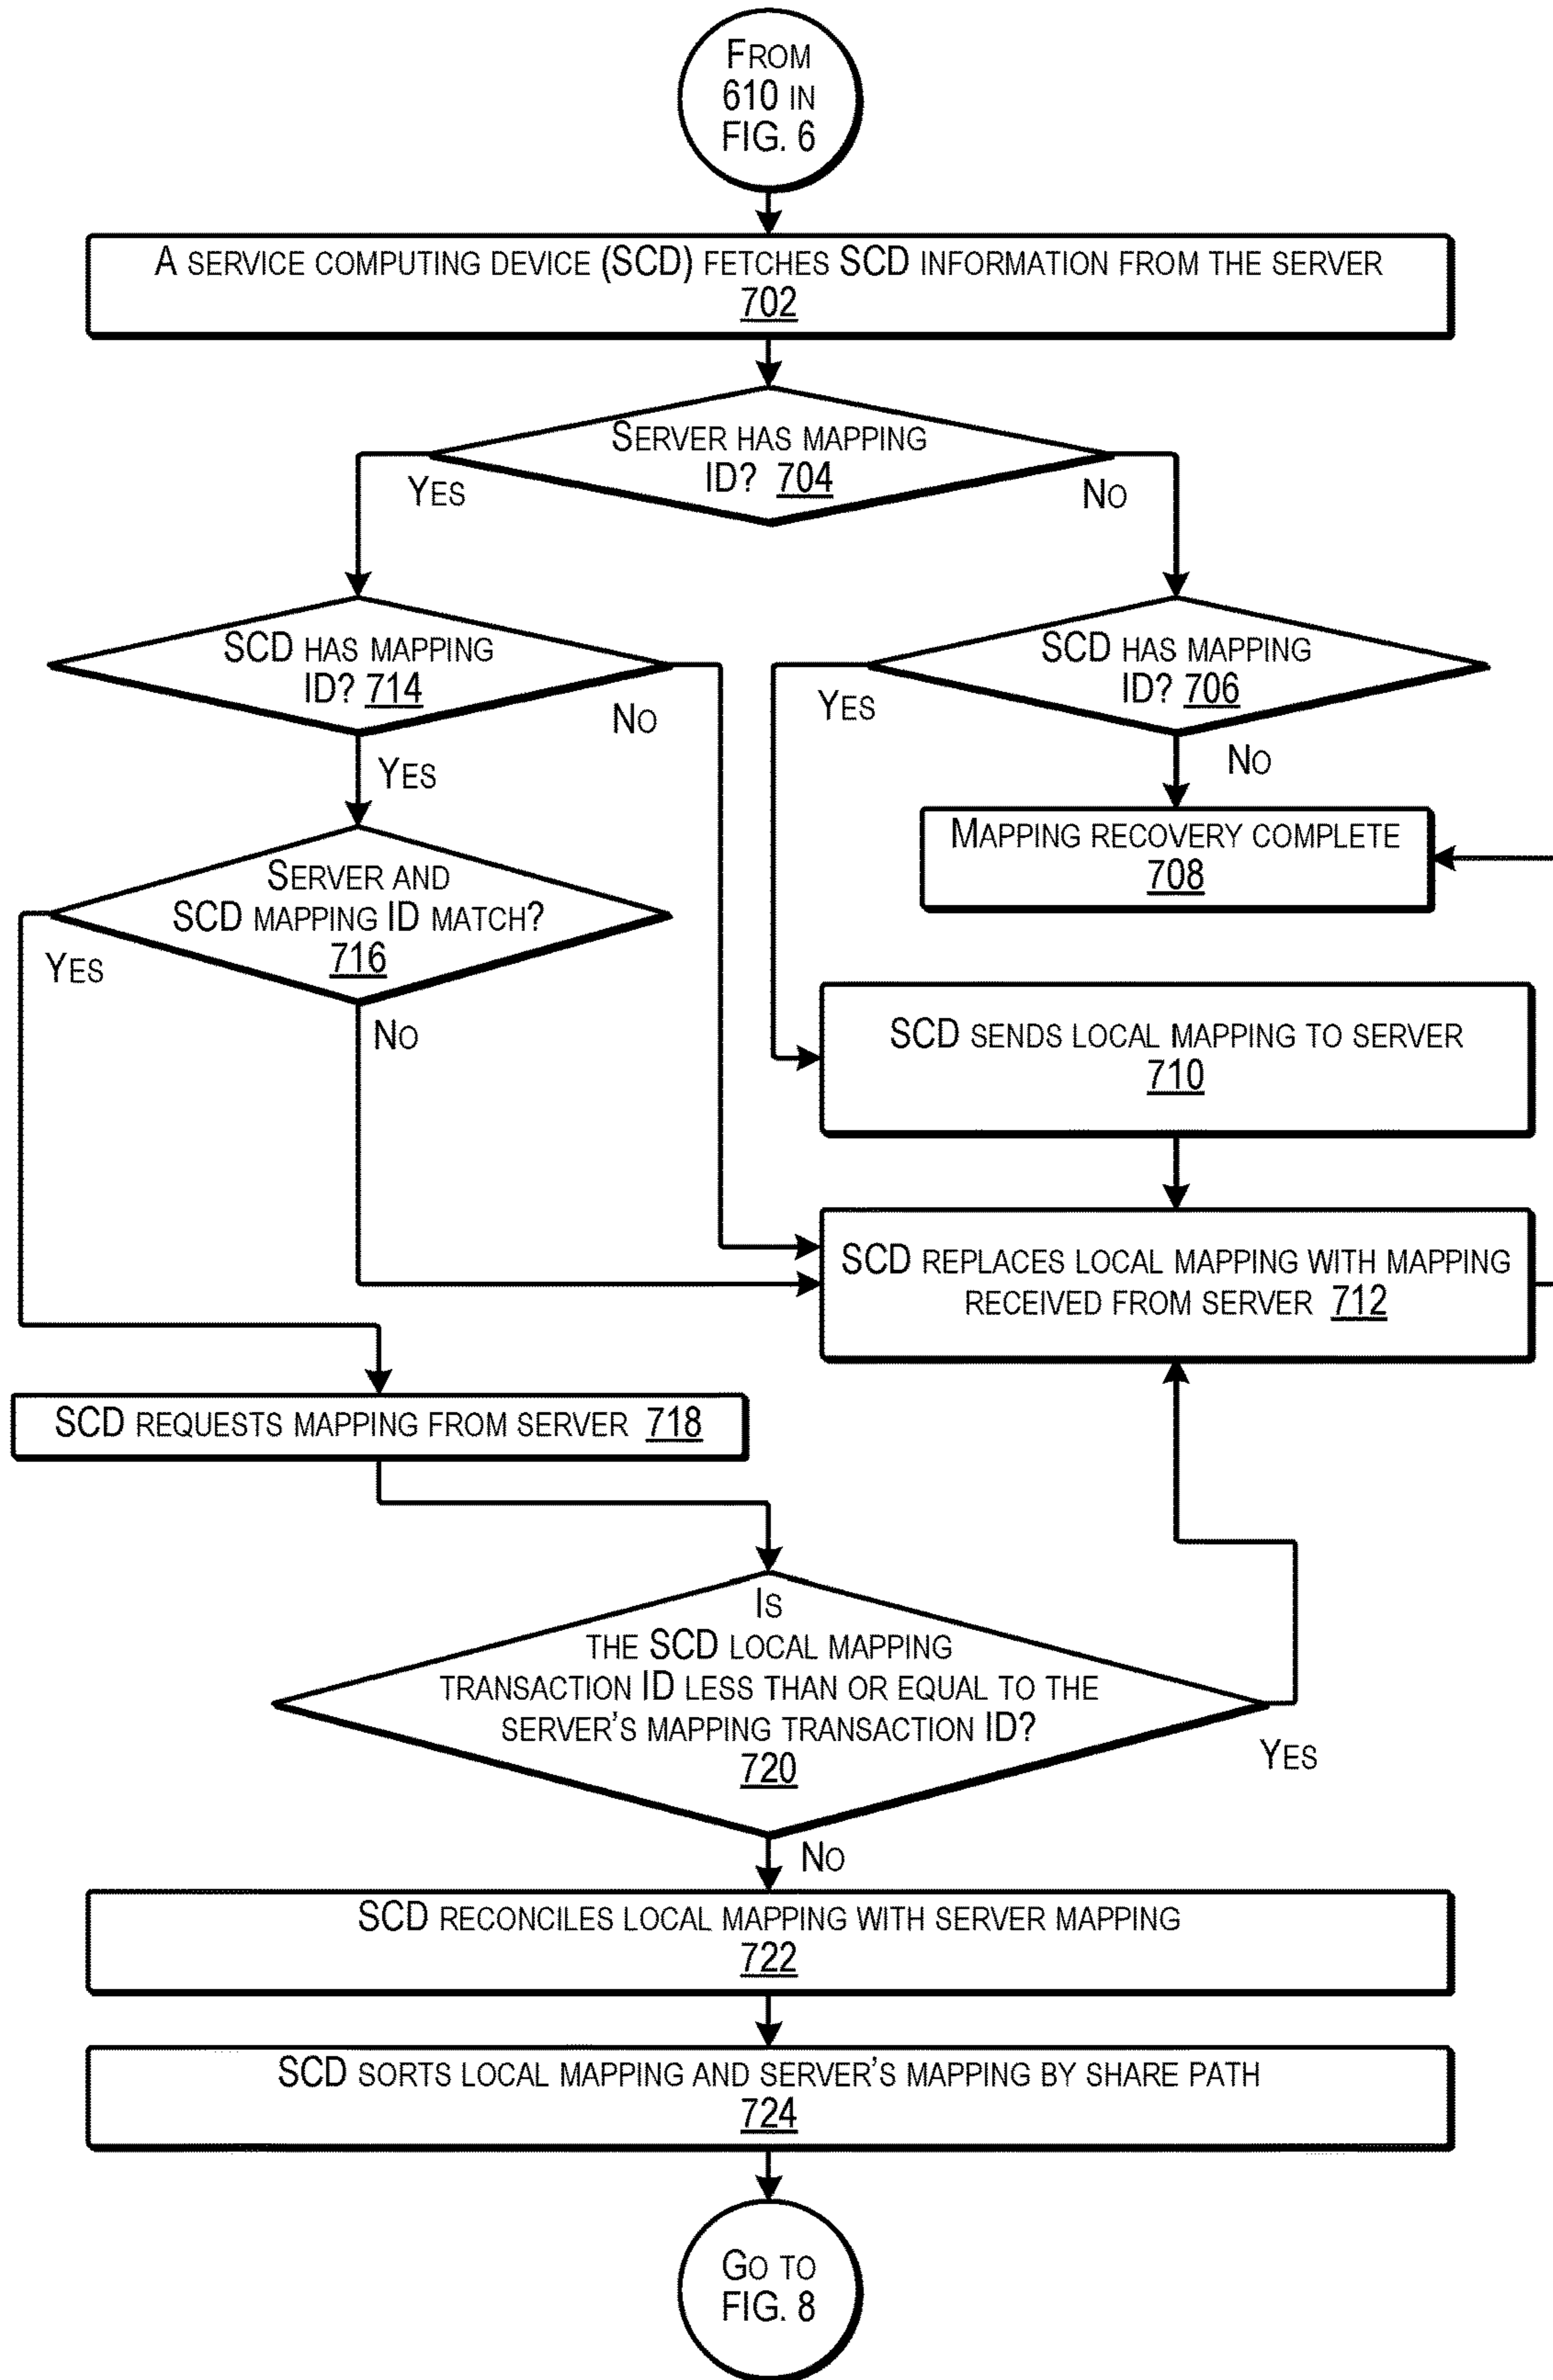 FROM
610 IN
FIG. 6
A SERVICE COMPUTING DEVICE (SCD) FETCHES SCD INFORMATION FROM THE SERVER
702
SERVER HAS MAPPING
ID? 704
YES
NO
SCD HAS MAPPING
ID? 714
NO
YES
SCD HAS MAPPING
ID? 706
YES
NO
MAPPING RECOVERY COMPLETE
708
SERVER AND
SCD MAPPING ID MATCH?
716
YES
NO
SCD SENDS LOCAL MAPPING TO SERVER
710
SCD REPLACES LOCAL MAPPING WITH MAPPING
RECEIVED FROM SERVER 712
SCD REQUESTS MAPPING FROM SERVER 718
IS
THE SCD LOCAL MAPPING
TRANSACTION ID LESS THAN OR EQUAL TO THE
SERVER'S MAPPING TRANSACTION ID?
720
YES
NO
SCD RECONCILES LOCAL MAPPING WITH SERVER MAPPING
722
SCD SORTS LOCAL MAPPING AND SERVER'S MAPPING BY SHARE PATH
724
GO TO
FIG. 8